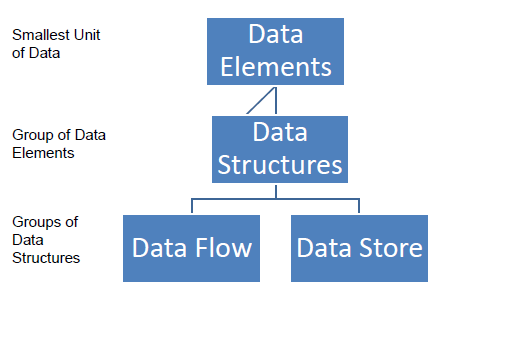 Smallest Unit
of Data
Data
Elements
Group of Data
Elements
Data
Structures
Groups of
Data
Structures
Data Flow
Data Store